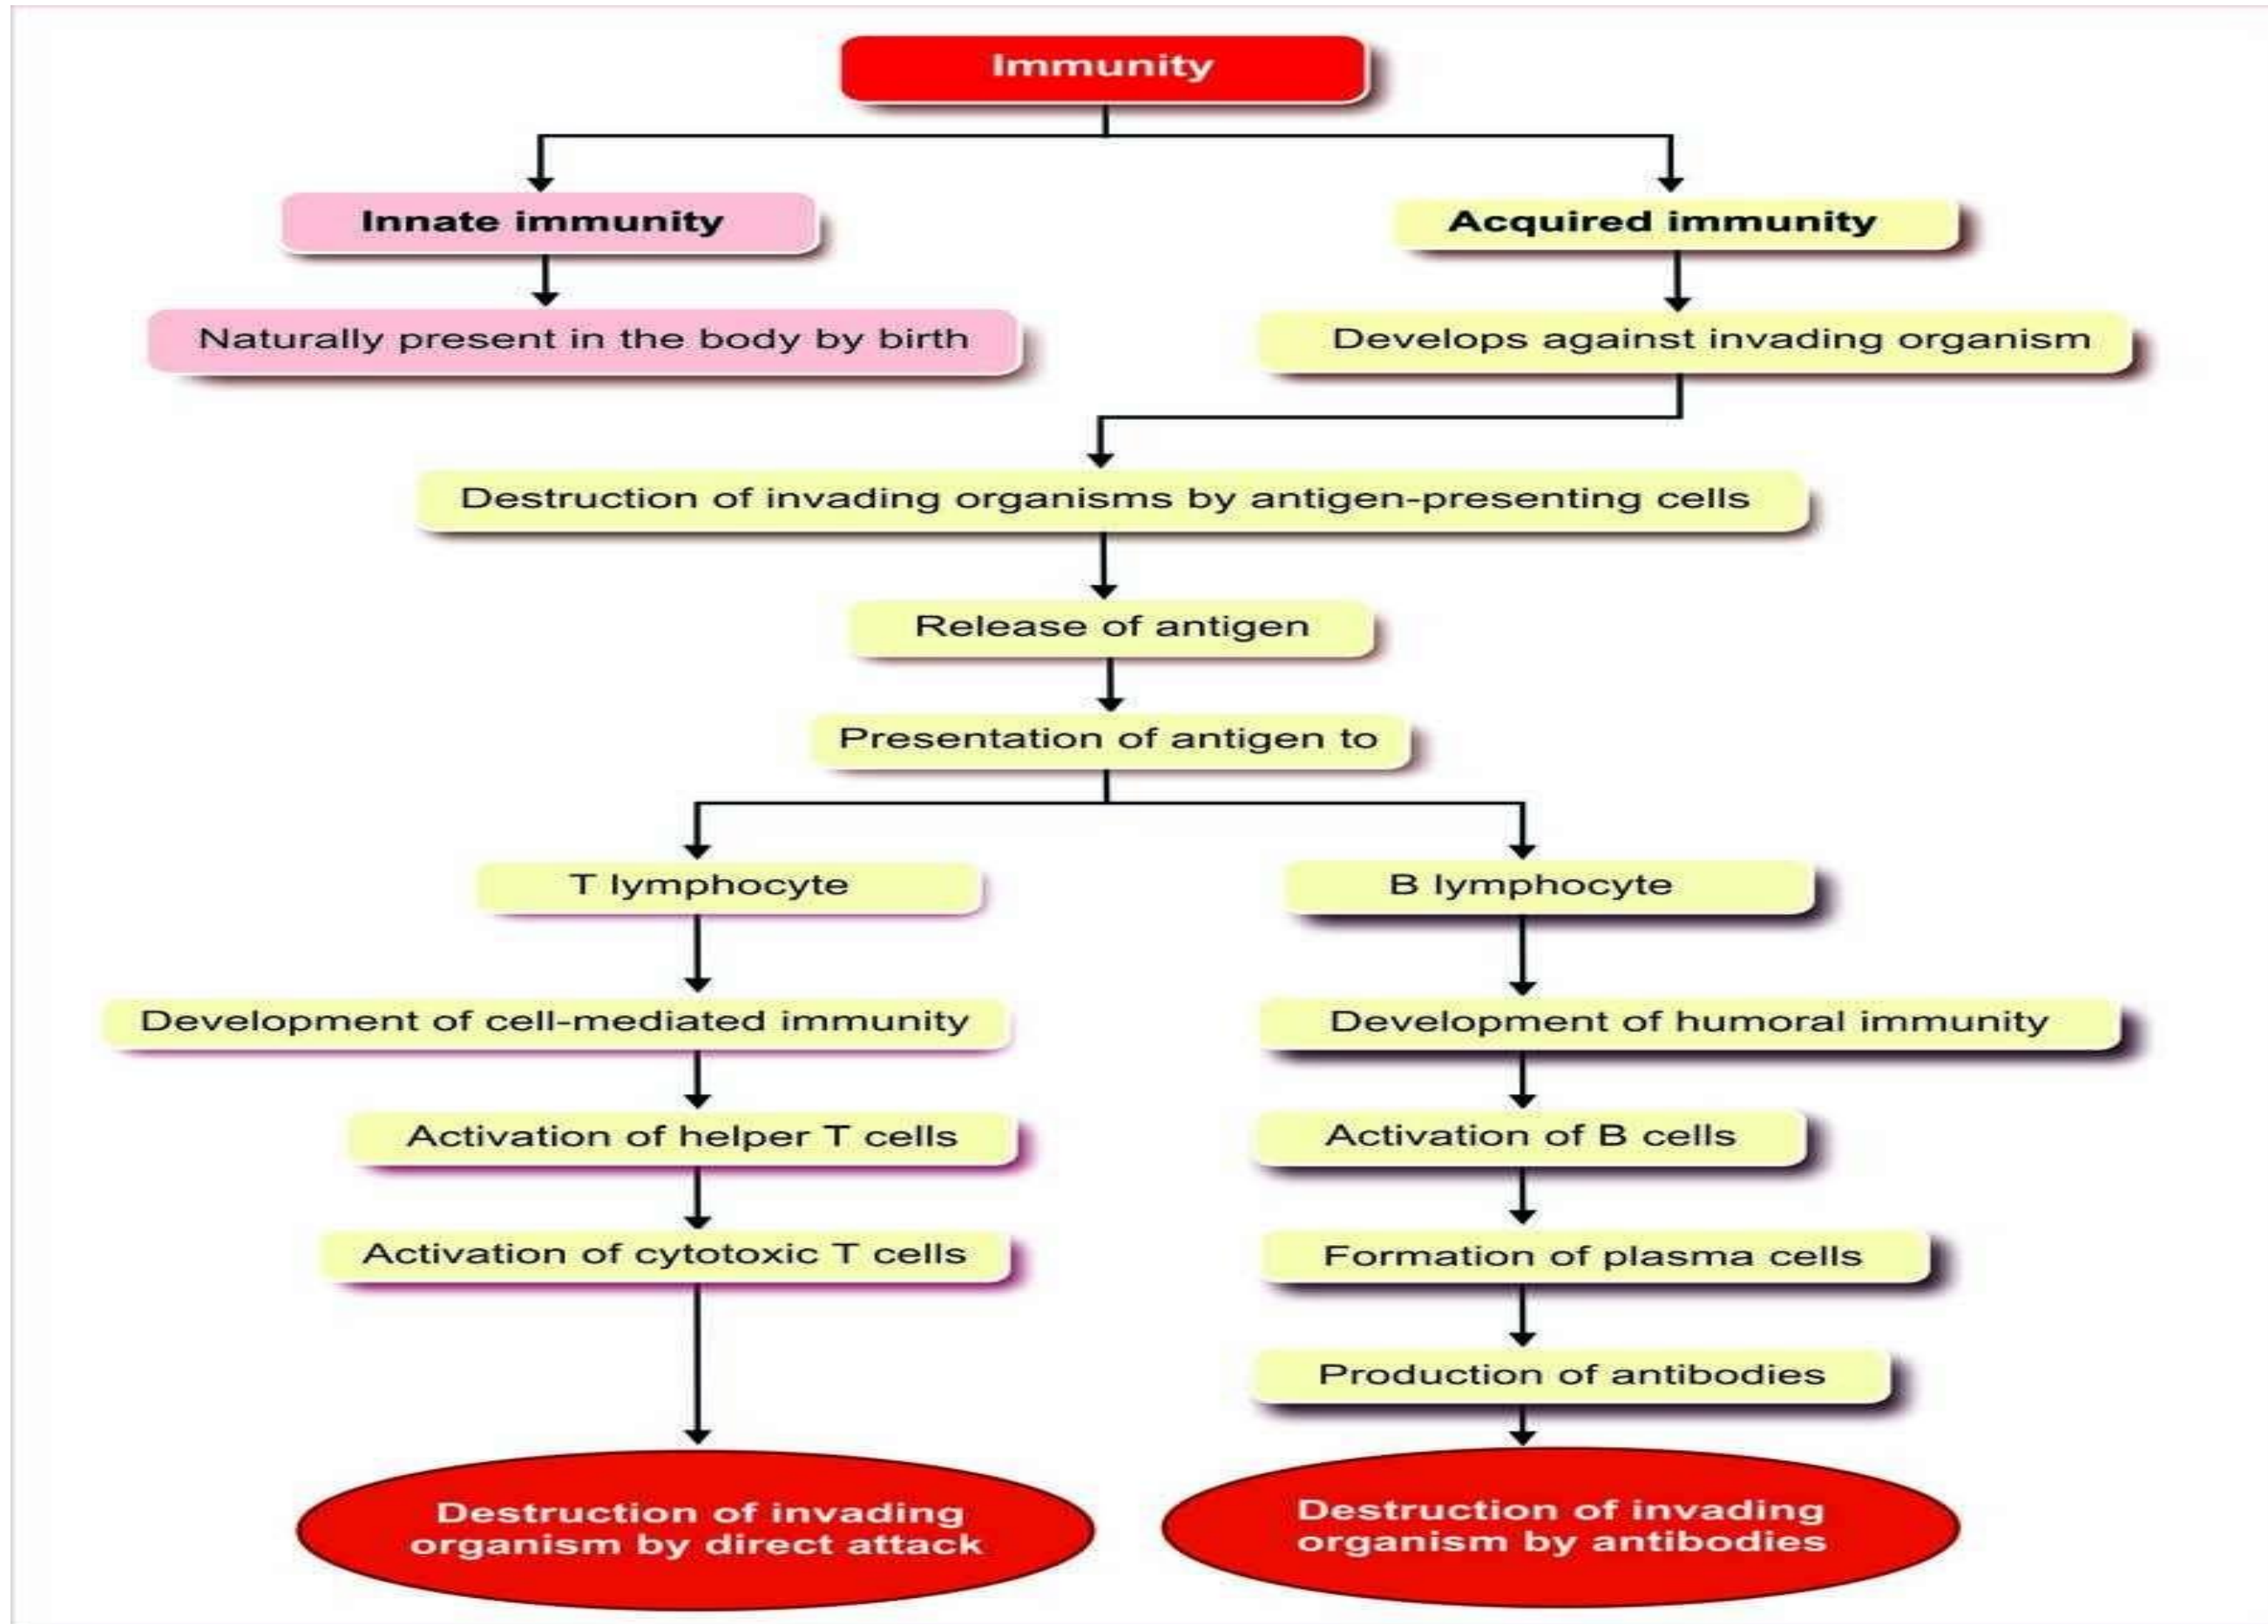 Immunity
Innate immunity
Acquired immunity
Naturally present in the body by birth
Develops against invading organism
Destruction of invading organisms by antigen-presenting cells
Release of antigen
Presentation of antigen to
T lymphocyte
B lymphocyte
Development of cell-mediated immunity
Development of humoral immunity
Activation of helper T cells
Activation of B cells
Activation of cytotoxic T cells
Formation of plasma cells
Production of antibodies
Destruction of invading
organism by direct attack
Destruction of invading
organism by antibodies